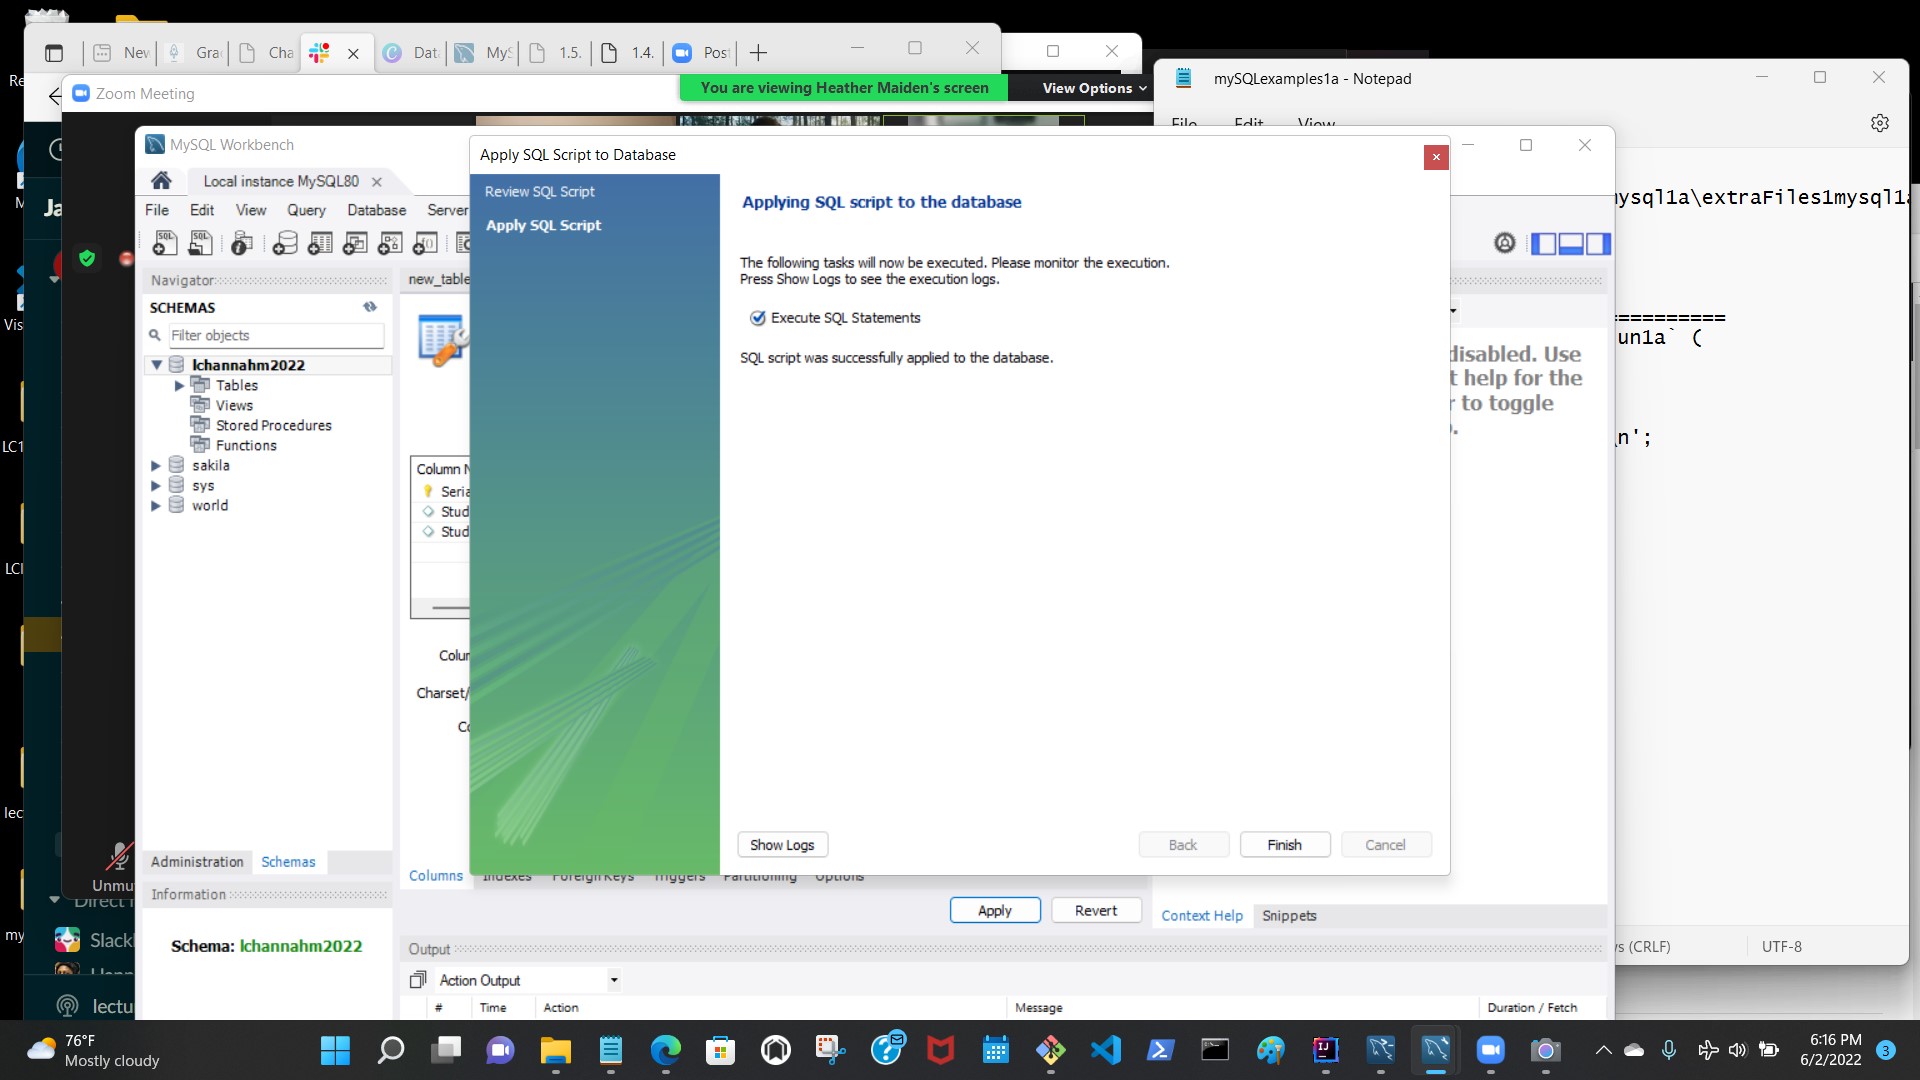 New
Gra
Cha
Dat
MyS
1.5.
1.4.
Pos
Zoom Meeting
You are viewing Heather Maiden's screen
View Options
mySQLexamples1a - Notepad
File Edit View
MySQL Workbench
Local instance MySQL80
File Edit View Query Database Server
Navigator
SCHEMAS
Filter objects
lchannahm2022
Tables
Views
Stored Procedures
Functions
sakila
sys
world
Administration Schemas
Information
Schema: lchannahm2022
new_table
Column N
Seria
Stud
Stud
Colum
Charset/
Co
Apply SQL Script to Database
Review SQL Script
Apply SQL Script
Applying SQL script to the database
The following tasks will now be executed. Please monitor the execution.
Press Show Logs to see the execution logs.
Execute SQL Statements
SQL script was successfully applied to the database.
Show Logs
Back
Finish
Cancel
Columns Indexes Foreign Keys Triggers Partitioning Options
Apply
Revert
Context Help Snippets
Output
Action Output
# Time Action Message Duration / Fetch
ysql1a\extraFiles1mysql1a
==========
un1a` (
\n';
disabled. Use
t help for the
r to toggle
(CRLF)
UTF-8
Re
Ja
Vis
LC1
LCI
lec
my
Unmu
Direct
Slack
lectu
76°F
Mostly cloudy
6:16 PM
6/2/2022
3